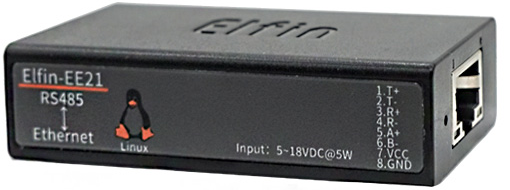 Elfin
Elfin-EE21
RS485
Ethernet
Linux
Input: 5~18VDC@5W
1.T+
2.T-
3.R+
4.R-
5.A+
6.B-
7.VCC
8.GND